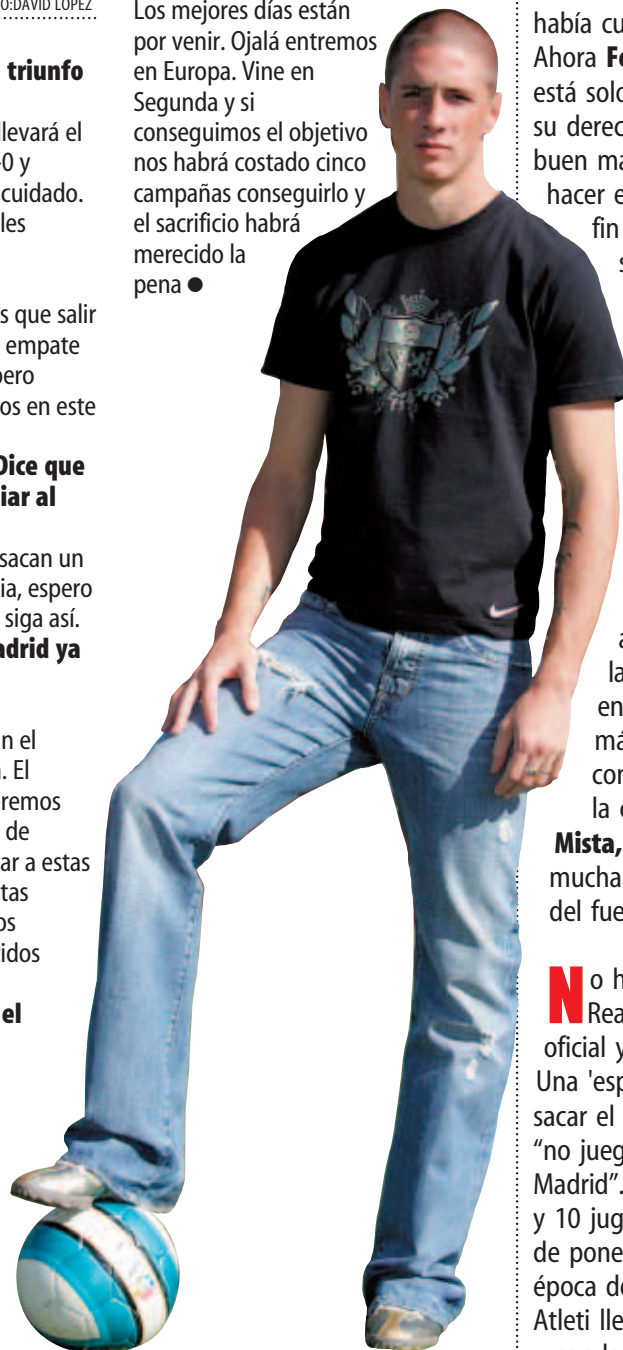 O:DAVID LÓPEZ
triunfo
llevará el
-0 y
cuidado.
les
s que salir
empate
pero
os en este
Dice que
iar al
sacan un
ia, espero
siga así.
adrid ya
n el
. El
remos
de
ar a estas
tas
os
idos
el
Los mejores días están
por venir. Ojalá entremos
en Europa. Vine en
Segunda y si
conseguimos el objetivo
nos habrá costado cinco
campañas conseguirlo y
el sacrificio habrá
merecido la
pena ●
había cu
Ahora Fe
está solo
su derec
buen ma
hacer e
fin
s
a
la
en
má
con
la c
Mista,
mucha
del fue
No h
Rea
oficial y
Una 'esp
sacar el
“no jueg
Madrid”.
y 10 jug
de pone
época de
Atleti lle